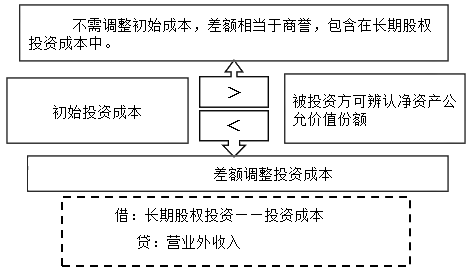 不需调整初始成本，差额相当于商誉，包含在长期股权
投资成本中。
初始投资成本
＞
＜
被投资方可辨认净资产公
允价值份额
差额调整投资成本
借：长期股权投资——投资成本
贷：营业外收入